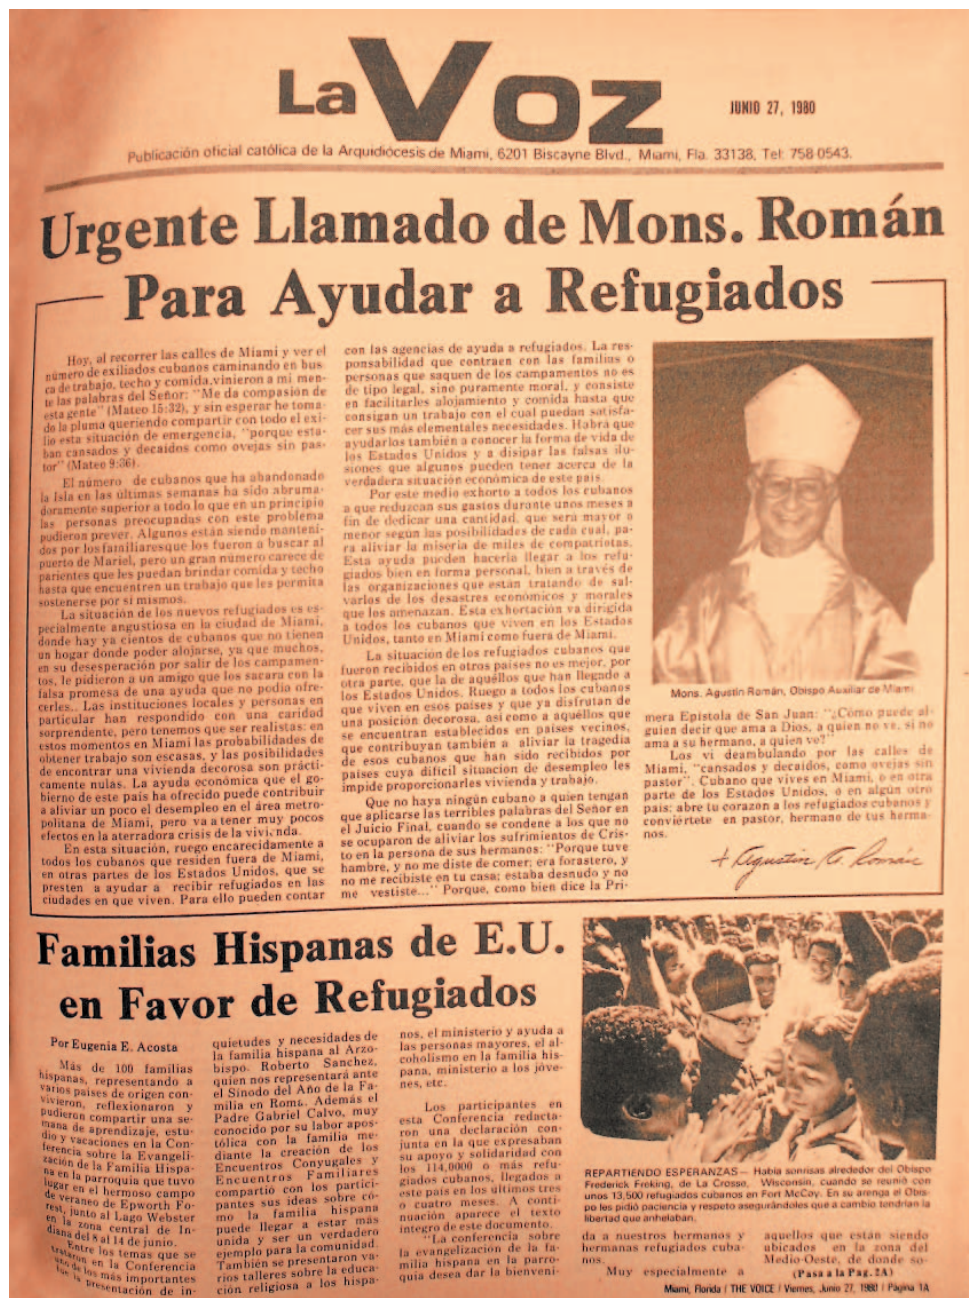 La Voz
JUNIO 27, 1980
Publicación oficial católica de la Arquidiócesis de Miami, 6201 Biscayne Blvd., Miami, Fla. 33138, Tel: 758-0543.
Urgente Llamado de Mons. Román
Para Ayudar a Refugiados
Hoy, al recorrer las calles de Miami y ver el
número de exiliados cubanos caminando en bus-
ca de trabajo, techo y comida, vinieron a mi men-
te las palabras del Señor: "Me da compasión de
esta gente" (Mateo 15:32), y sin esperar he toma-
do la pluma queriendo compartir con todo el exi-
lio esta situación de emergencia, "porque esta-
ban cansados y decaídos como ovejas sin pas-
tor" (Mateo 9:36).
El número de cubanos que ha abandonado
la Isla en las últimas semanas ha sido abruma-
doramente superior a todo lo que en un principio
las personas preocupadas con este problema
pudieron prever. Algunos están siendo manteni-
dos por los familiares que los fueron a buscar al
puerto de Mariel, pero un gran número carece de
parientes que les puedan brindar comida y techo
hasta que encuentren un trabajo que les permita
sostenerse por sí mismos.
La situación de los nuevos refugiados es es-
pecialmente angustiosa en la ciudad de Miami,
donde hay ya cientos de cubanos que no tienen
un hogar donde poder alojarse, ya que muchos,
en su desesperación por salir de los campamen-
tos, le pidieron a un amigo que los sacara con la
falsa promesa de una ayuda que no podía ofre-
cerles.. Las instituciones locales y personas en
particular han respondido con una caridad
sorprendente, pero tenemos que ser realistas: en
estos momentos en Miami las probabilidades de
obtener trabajo son escasas, y las posibilidades
de encontrar una vivienda decorosa son prácti-
camente nulas. La ayuda económica que el go-
bierno de este país ha ofrecido puede contribuir
a aliviar un poco el desempleo en el área metro-
politana de Miami, pero va a tener muy pocos
efectos en la aterradora crisis de la vivienda.
En esta situación, ruego encarecidamente a
todos los cubanos que residen fuera de Miami,
en otras partes de los Estados Unidos, que se
presten a ayudar a recibir refugiados en las
ciudades en que viven. Para ello pueden contar
con las agencias de ayuda a refugiados. La res-
ponsabilidad que contraen con las familias o
personas que saquen de los campamentos no es
de tipo legal, sino puramente moral, y consiste
en facilitarles alojamiento y comida hasta que
consigan un trabajo con el cual puedan satisfa-
cer sus más elementales necesidades. Habrá que
ayudarlos también a conocer la forma de vida de
los Estados Unidos y a disipar las falsas ilu-
siones que algunos pueden tener acerca de la
verdadera situación económica de este país.
Por este medio exhorto a todos los cubanos
a que reduzcan sus gastos durante unos meses a
fin de dedicar una cantidad, que será mayor o
menor según las posibilidades de cada cual, pa-
ra aliviar la miseria de miles de compatriotas.
Esta ayuda pueden hacerla llegar a los refu-
giados bien en forma personal, bien a través de
las organizaciones que están tratando de sal-
varlos de los desastres económicos y morales
que los amenazan. Esta exhortación va dirigida
a todos los cubanos que viven en los Estados
Unidos, tanto en Miami como fuera de Miami.
La situación de los refugiados cubanos que
fueron recibidos en otros países no es mejor, por
otra parte, que la de aquéllos que han llegado a
los Estados Unidos. Ruego a todos los cubanos
que viven en esos países y que ya disfrutan de
una posición decorosa, así como a aquéllos que
se encuentran establecidos en países vecinos,
que contribuyan también a aliviar la tragedia
de esos cubanos que han sido recibidos por
países cuya difícil situación de desempleo les
impide proporcionarles vivienda y trabajo.
Que no haya ningún cubano a quien tengan
que aplicarse las terribles palabras del Señor en
el Juicio Final, cuando se condene a los que no
se ocuparon de aliviar los sufrimientos de Cris-
to en la persona de sus hermanos: "Porque tuve
hambre, y no me diste de comer; era forastero, y
no me recibiste en tu casa; estaba desnudo y no
me vestiste..." Porque, como bien dice la Pri-
Mons. Agustín Román, Obispo Auxiliar de Miami
mera Epístola de San Juan: "¿Cómo puede al-
guien decir que ama a Dios, a quien no ve, si no
ama a su hermano, a quien ve?"
Los vi deambulando por las calles de
Miami, "cansados y decaídos, como ovejas sin
pastor". Cubano que vives en Miami, o en otra
parte de los Estados Unidos, o en algún otro
país: abre tu corazón a los refugiados cubanos y
conviértete en pastor, hermano de tus herma-
nos.
+ Agustín A. Román
Familias Hispanas de E.U.
en Favor de Refugiados
Por Eugenia E. Acosta
Más de 100 familias
hispanas, representando a
varios países de origen con-
vivieron, reflexionaron y
pudieron compartir una se-
mana de aprendizaje, estu-
dio y vacaciones en la Con-
ferencia sobre la Evangeli-
zación de la Familia Hispa-
na en la parroquia que tuvo
lugar en el hermoso campo
de veraneo de Epworth Fo-
rest, junto al Lago Webster
en la zona central de In-
diana del 8 al 14 de junio.
Entre los temas que se
trataron en la Conferencia
uno de los más importantes
fue la presentación de in-
quietudes y necesidades de
la familia hispana al Arzo-
bispo. Roberto Sanchez,
quien nos representará ante
el Sínodo del Año de la Fa-
milia en Roma. Además el
Padre Gabriel Calvo, muy
conocido por su labor apos-
tólica con la familia me-
diante la creación de los
Encuentros Conyugales y
Encuentros Familiares
compartió con los partici-
pantes sus ideas sobre có-
mo la familia hispana
puede llegar a estar más
unida y ser un verdadero
ejemplo para la comunidad.
También se presentaron va-
rios talleres sobre la educa-
ción religiosa a los hispa-
nos, el ministerio y ayuda a
las personas mayores, el al-
coholismo en la familia his-
pana, ministerio a los jóve-
nes, etc.
Los participantes en
esta Conferencia redacta-
ron una declaración con-
junta en la que expresaban
su apoyo y solidaridad con
los 114,0000 o más refu-
giados cubanos, llegados a
este país en los últimos tres
o cuatro meses. A conti-
nuación aparece el texto
íntegro de este documento.
"La conferencia sobre
la evangelización de la fa-
milia hispana en la parro-
quia desea dar la bienveni-
REPARTIENDO ESPERANZAS— Había sonrisas alrededor del Obispo
Frederick Freking, de La Crosse, Wisconsin, cuando se reunió con
unos 13,500 refugiados cubanos en Fort McCoy. En su arenga el Obis-
po les pidió paciencia y respeto asegurándoles que a cambio tendrían la
libertad que anhelaban.
da a nuestros hermanos y
hermanas refugiados cuba-
nos.
Muy especialmente a
aquellos que están siendo
ubicados en la zona del
Medio-Oeste, de donde so-
(Pasa a la Pag. 2A)
Miami, Florida / THE VOICE / Viernes, Junio 27, 1980 / Página 1A